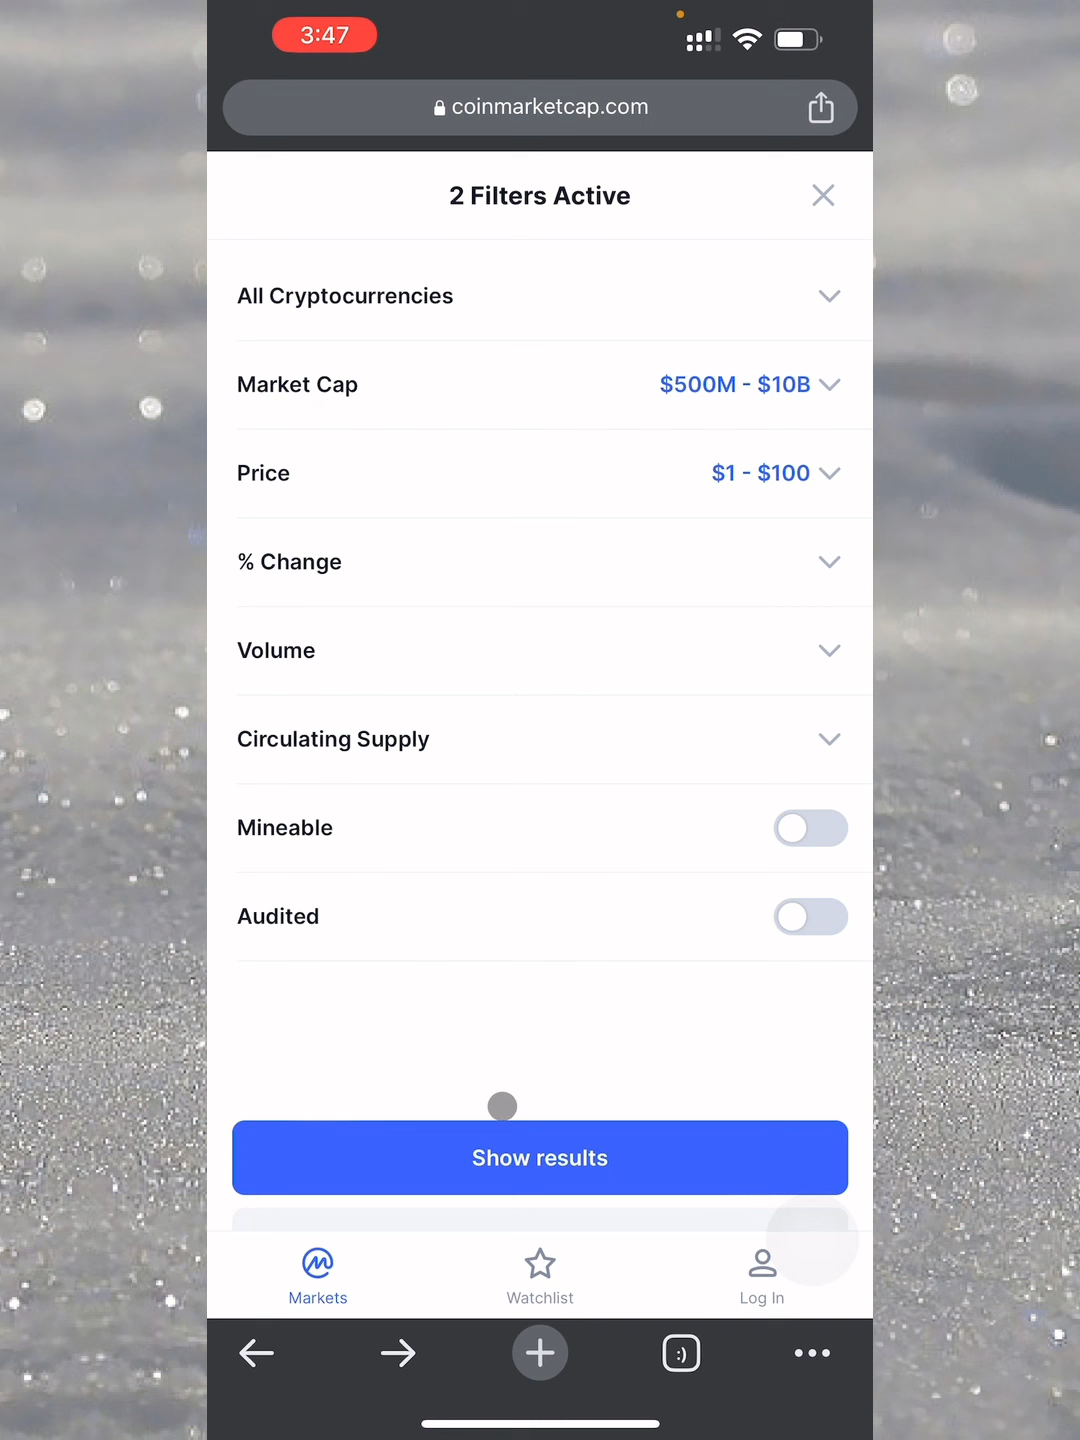 3:47
coinmarketcap.com
2 Filters Active
All Cryptocurrencies
Market Cap $500M - $10B
Price $1 - $100
% Change
Volume
Circulating Supply
Mineable
Audited
Show results
Markets Watchlist Log In
:)